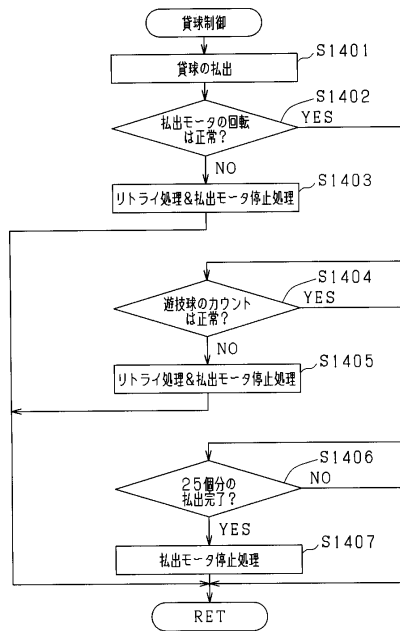 貸球制御
S1401
貸球の払出
S1402
払出モータの回転
は正常?
YES
NO
S1403
リトライ処理&払出モータ停止処理
S1404
遊技球のカウント
は正常?
YES
NO
S1405
リトライ処理&払出モータ停止処理
S1406
25個分の
払出完了?
NO
YES
S1407
払出モータ停止処理
RET